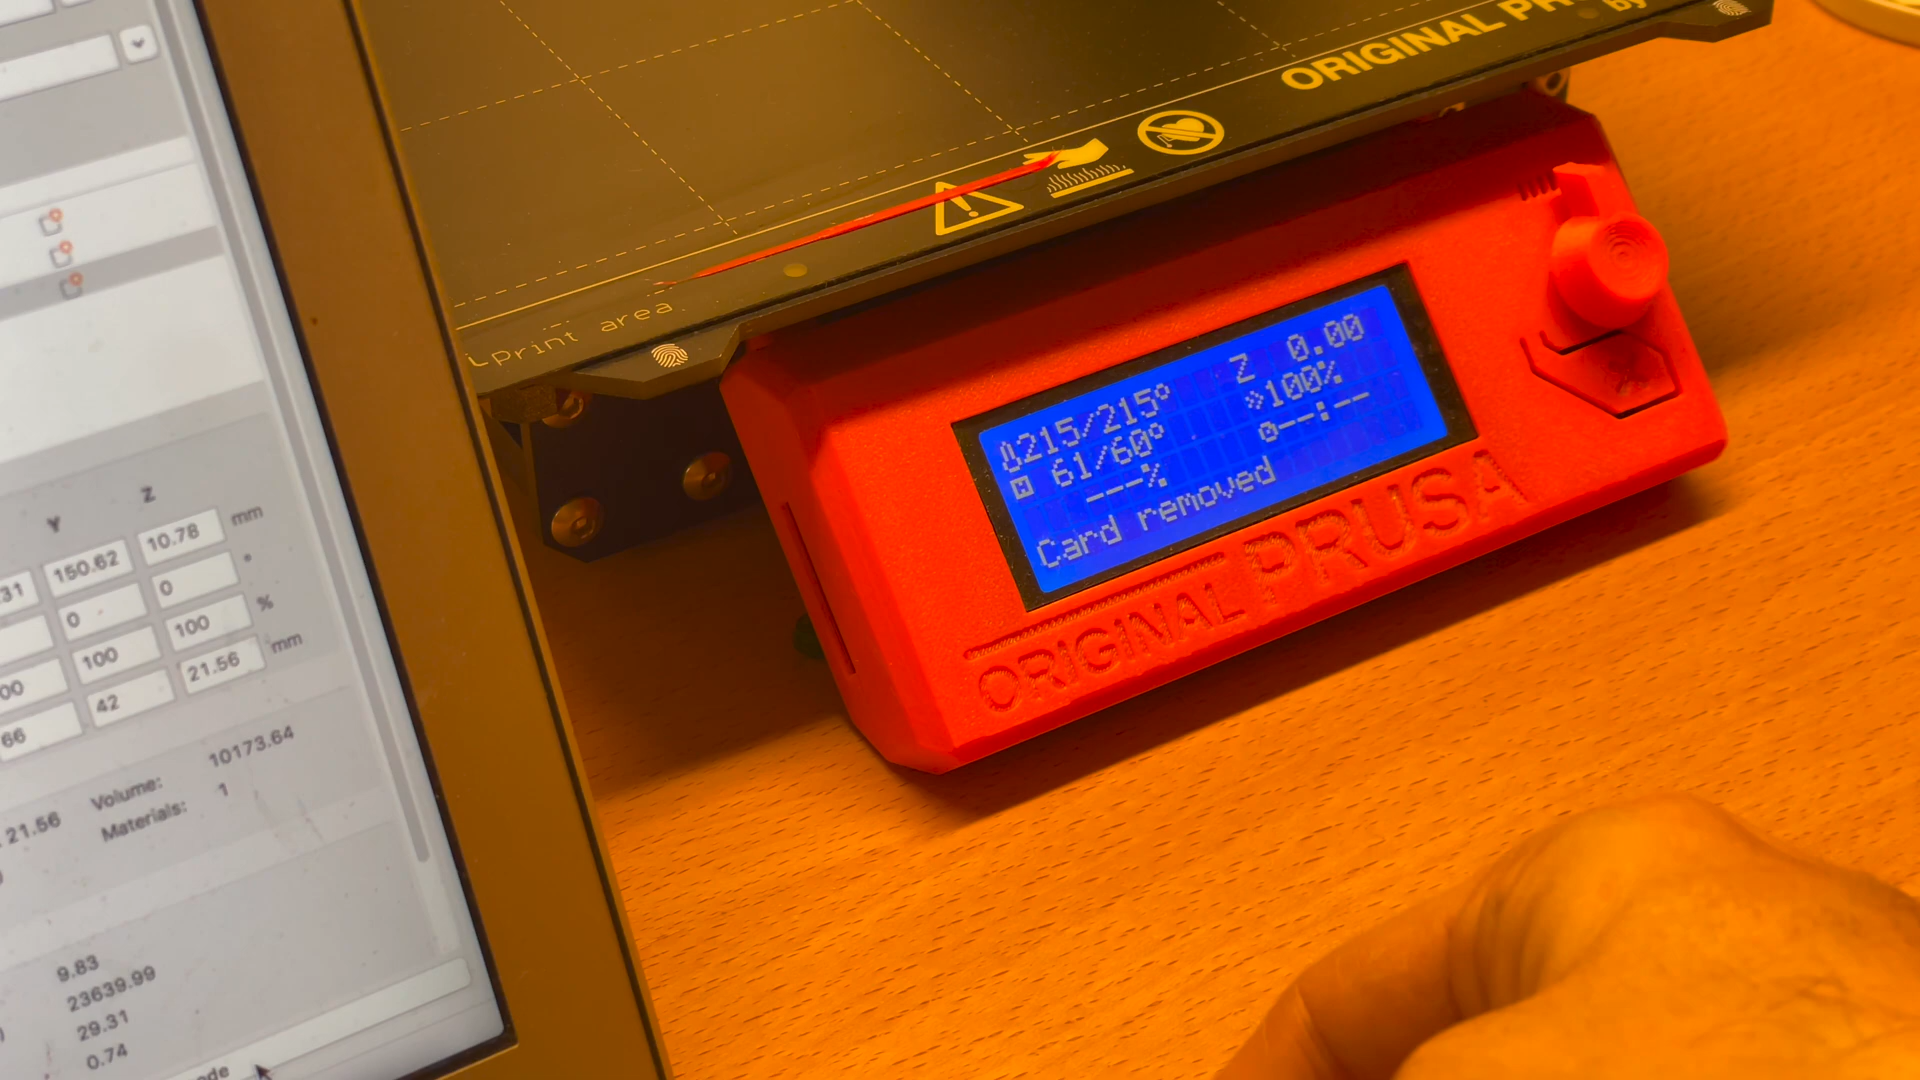 ORIGINAL PR
by
Print area
215/215° Z 0.00
61/60° 100%
---% --:--
Card removed
ORIGINAL PRUSA
Y Z
31 150.62 10.78 mm
0 0 °
00 100 100 %
66 42 21.56 mm
21.56 Volume: 10173.64
Materials: 1
9.83
23639.99
29.31
0.74
ode